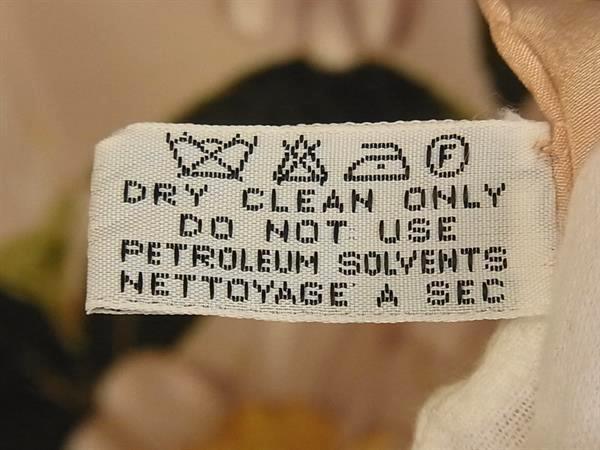 F
DRY CLEAN ONLY
DO NOT USE
PETROLEUM SOLVENTS
NETTOYAGE A SEC